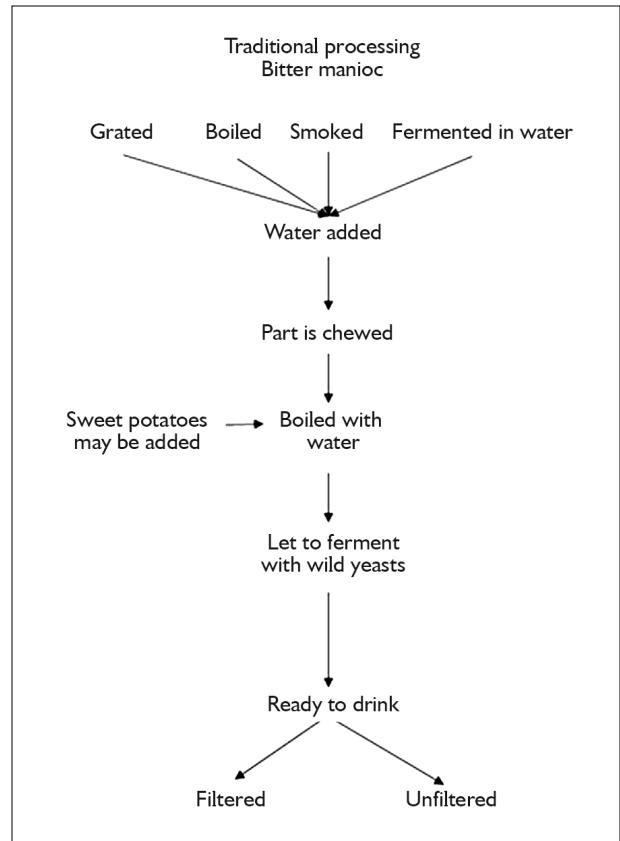 Traditional processing
Bitter manioc
Grated
Boiled
Smoked
Fermented in water
Water added
Part is chewed
Sweet potatoes
may be added
Boiled with
water
Let to ferment
with wild yeasts
Ready to drink
Filtered
Unfiltered